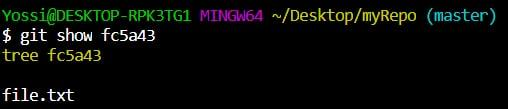 Yossi@DESKTOP-RPK3TG1 MINGW64 ~/Desktop/myRepo (master)
$ git show fc5a43
tree fc5a43

file.txt